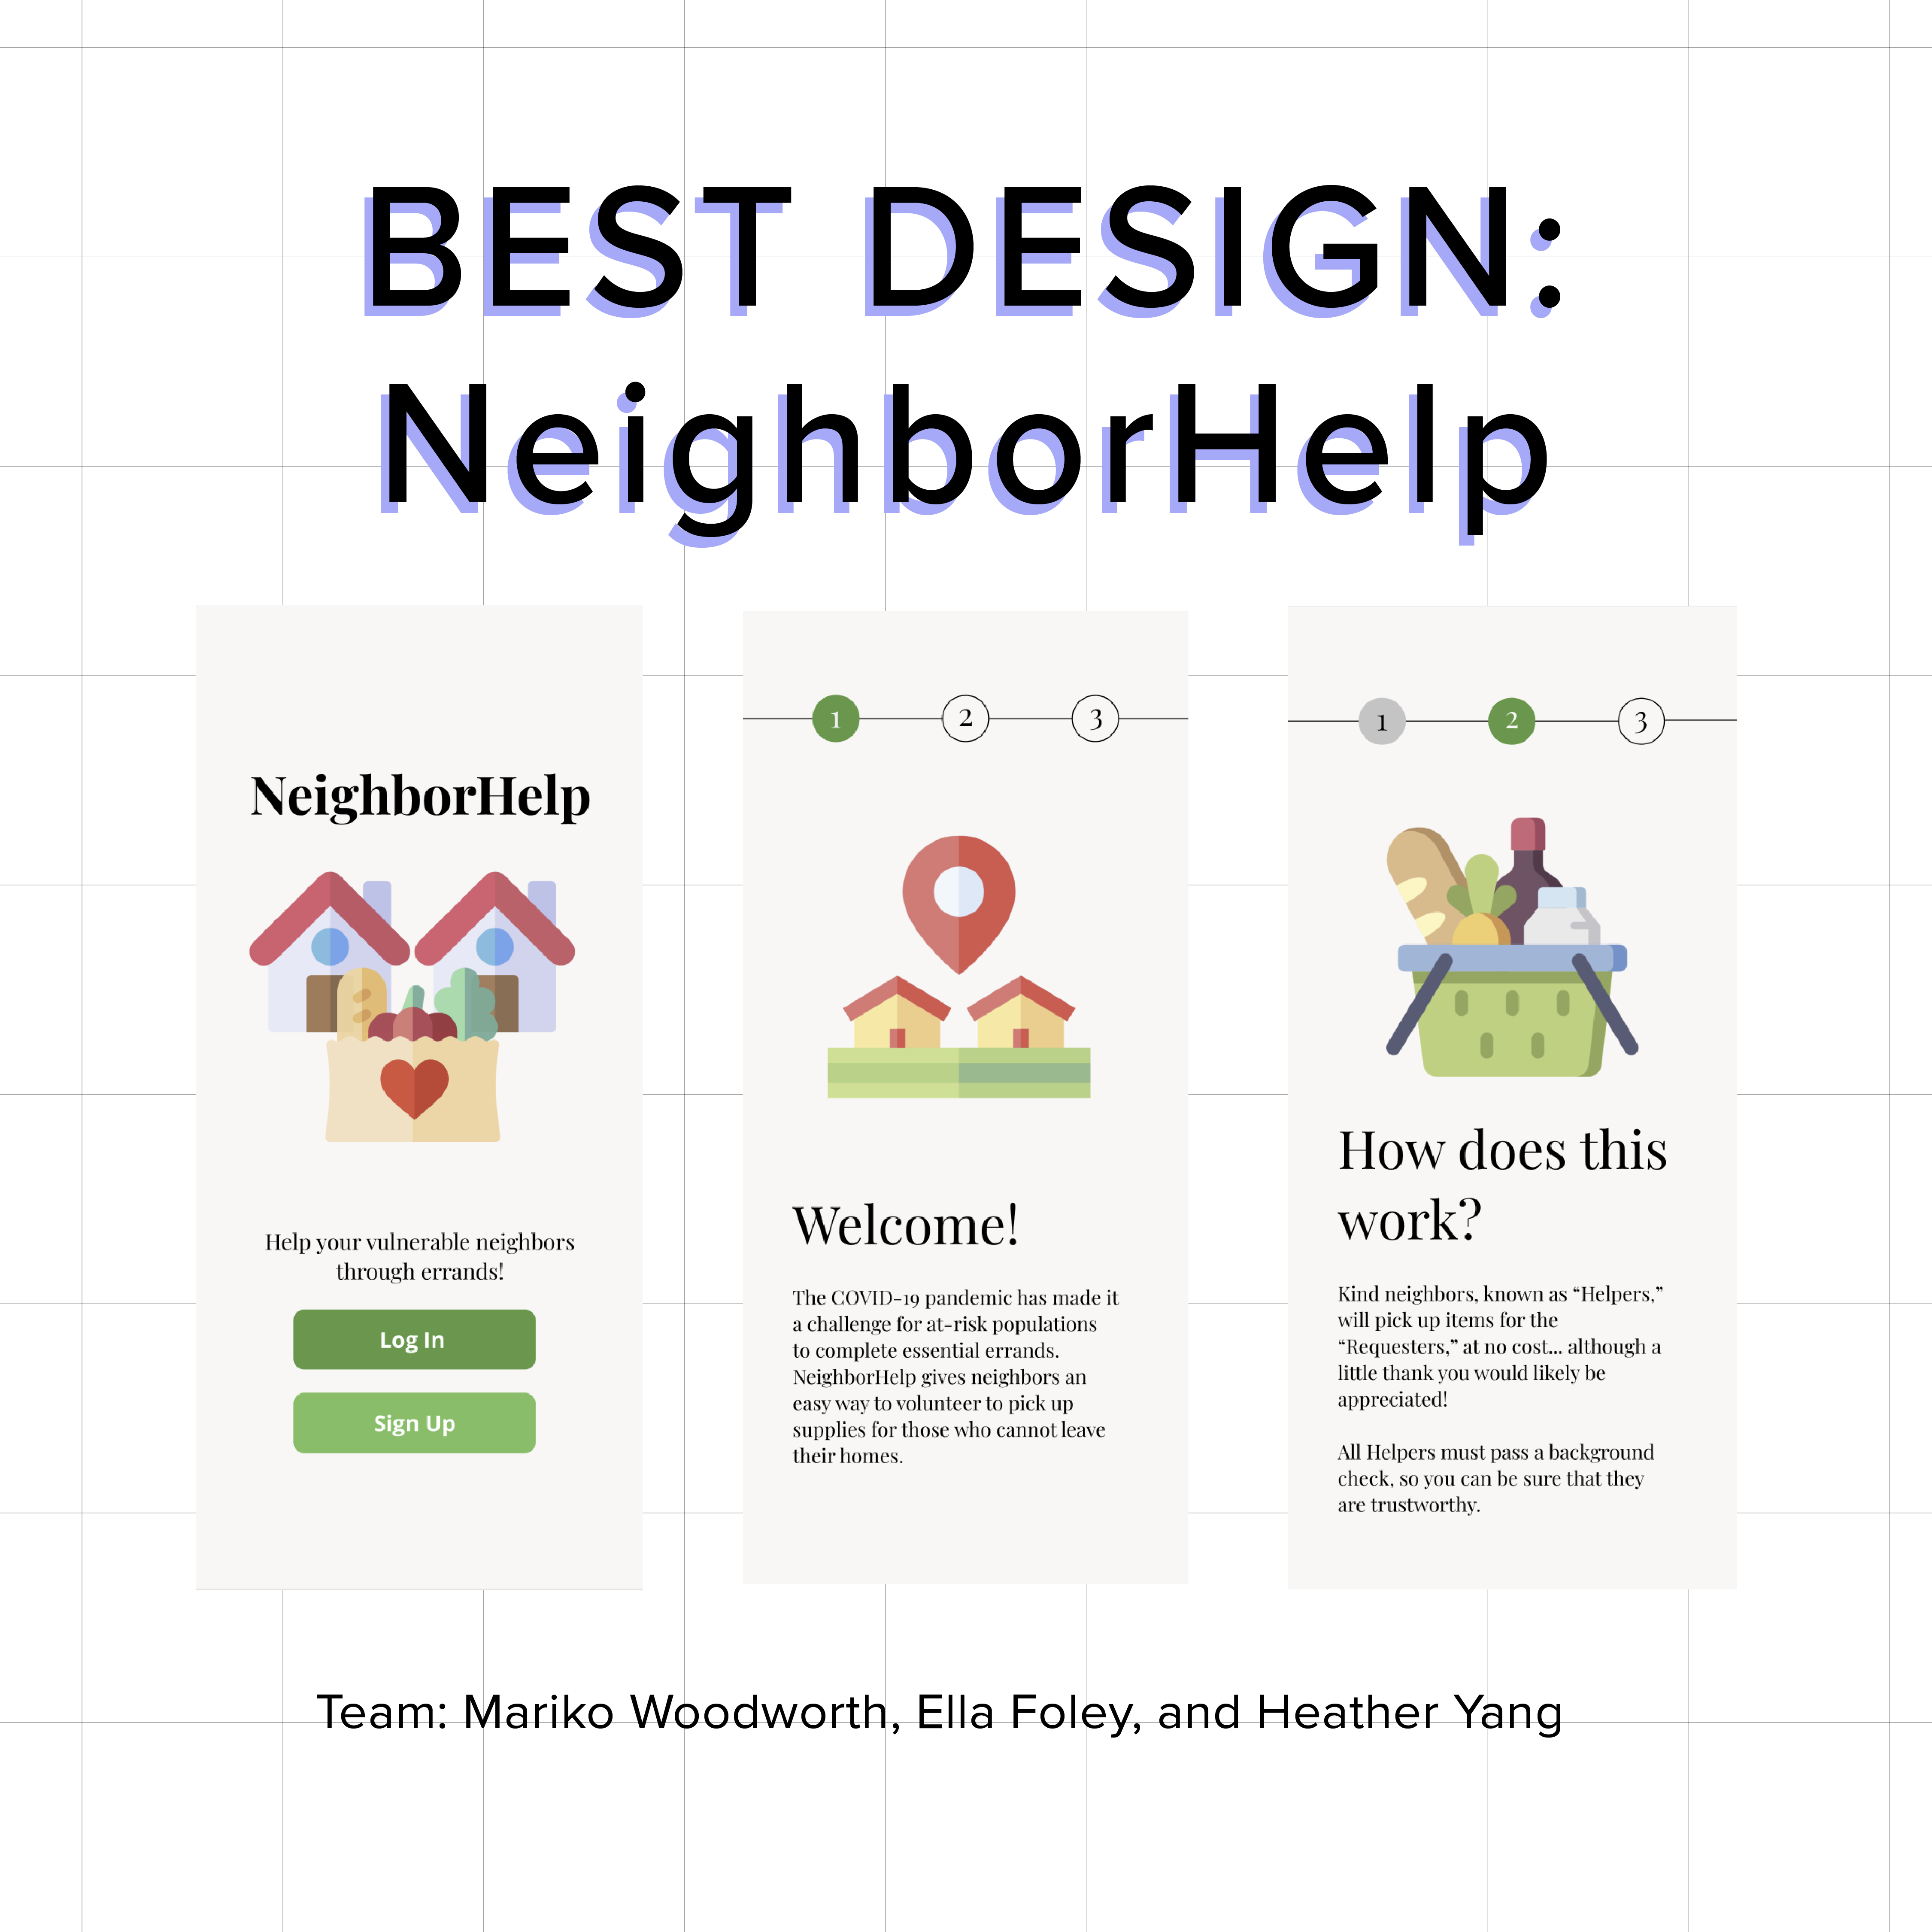 BEST DESIGN:
NeighborHelp
NeighborHelp
Help your vulnerable neighbors
through errands!
Log In
Sign Up
1 2 3
Welcome!
The COVID-19 pandemic has made it
a challenge for at-risk populations
to complete essential errands.
NeighborHelp gives neighbors an
easy way to volunteer to pick up
supplies for those who cannot leave
their homes.
1 2 3
How does this
work?
Kind neighbors, known as “Helpers,”
will pick up items for the
“Requesters,” at no cost... although a
little thank you would likely be
appreciated!
All Helpers must pass a background
check, so you can be sure that they
are trustworthy.
Team: Mariko Woodworth, Ella Foley, and Heather Yang